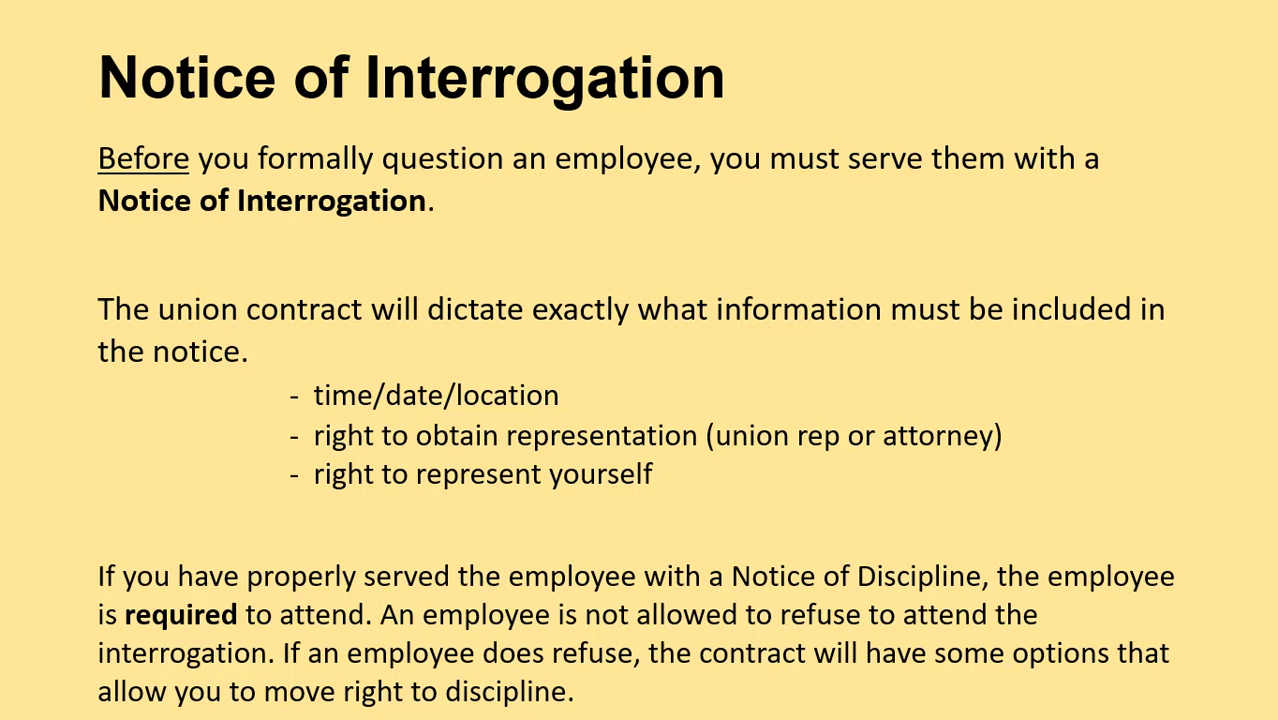 Notice of Interrogation
Before you formally question an employee, you must serve them with a
Notice of Interrogation.
The union contract will dictate exactly what information must be included in
the notice.
- time/date/location
- right to obtain representation (union rep or attorney)
- right to represent yourself
If you have properly served the employee with a Notice of Discipline, the employee
is required to attend. An employee is not allowed to refuse to attend the
interrogation. If an employee does refuse, the contract will have some options that
allow you to move right to discipline.